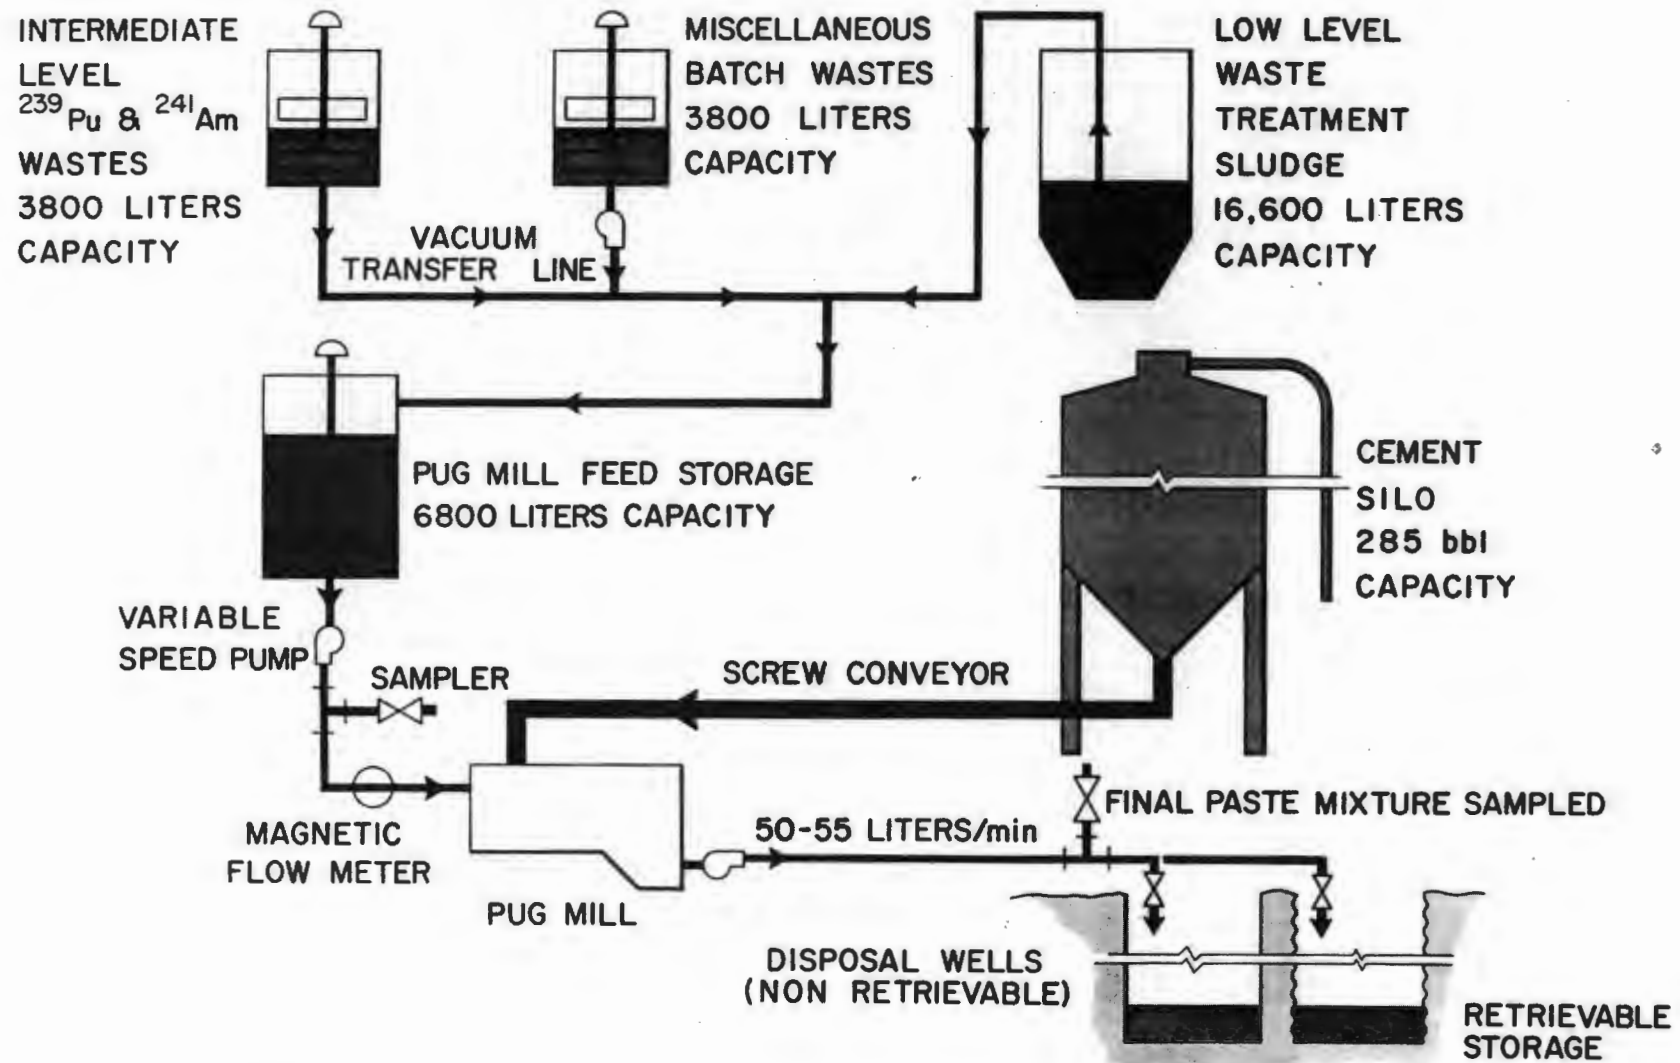 INTERMEDIATE
LEVEL
²³⁹Pu & ²⁴¹Am
WASTES
3800 LITERS
CAPACITY
MISCELLANEOUS
BATCH WASTES
3800 LITERS
CAPACITY
LOW LEVEL
WASTE
TREATMENT
SLUDGE
16,600 LITERS
CAPACITY
VACUUM
TRANSFER LINE
PUG MILL FEED STORAGE
6800 LITERS CAPACITY
CEMENT
SILO
285 bbl
CAPACITY
VARIABLE
SPEED PUMP
SAMPLER
SCREW CONVEYOR
MAGNETIC
FLOW METER
PUG MILL
50-55 LITERS/min
FINAL PASTE MIXTURE SAMPLED
DISPOSAL WELLS
(NON RETRIEVABLE)
RETRIEVABLE
STORAGE